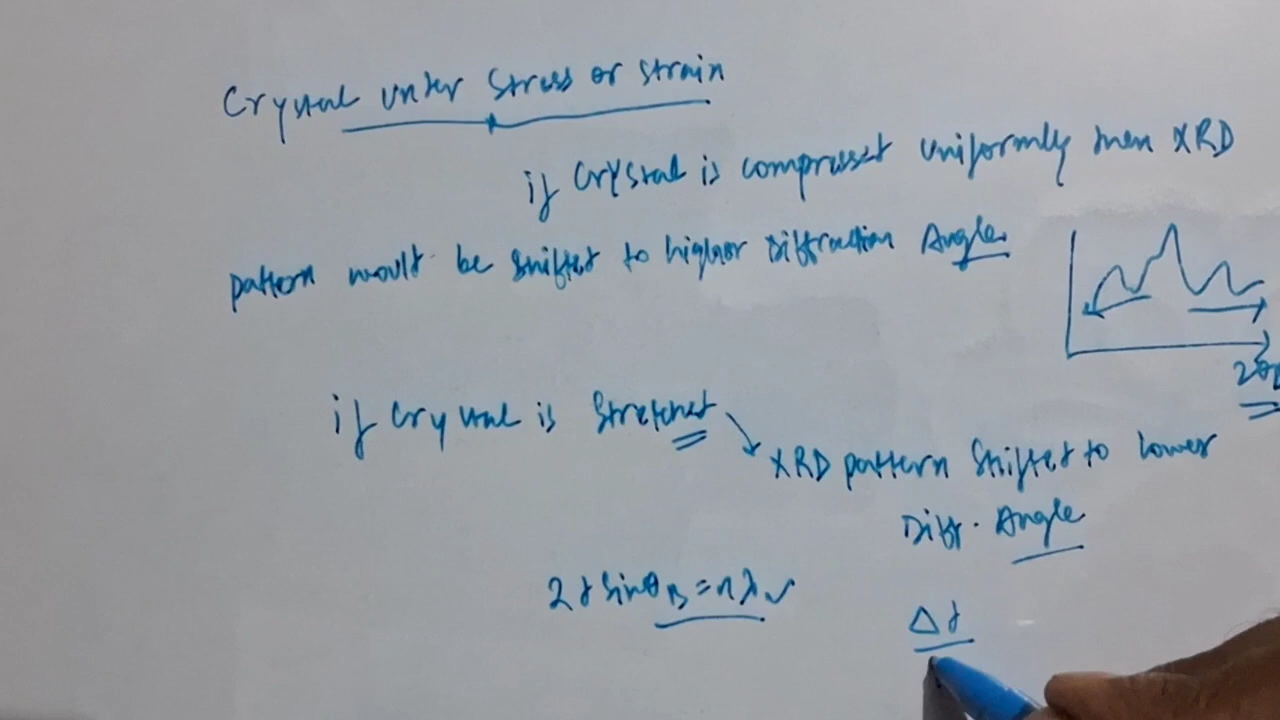 Crystal under Stress or Strain
if Crystal is compressed uniformly then XRD
pattern would be shifted to higher Diffraction Angle.
2θB
if Crystal is Stretched
XRD pattern Shifted to lower
Diff. Angle
2d sinθB = nλ
Δd